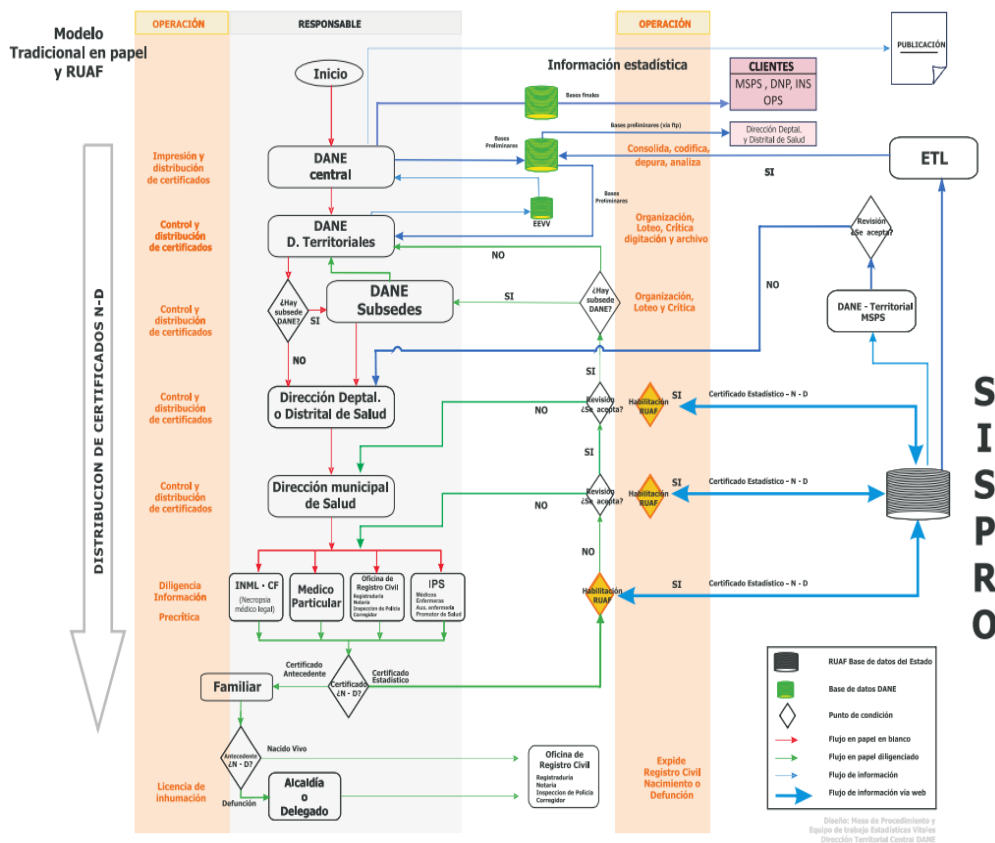 Modelo
Tradicional en papel
y RUAF
OPERACIÓN
RESPONSABLE
OPERACIÓN
PUBLICACIÓN
Inicio
Información estadística
CLIENTES
MSPS , DNP, INS
OPS
Bases finales
Bases preliminares (vía ftp)
Dirección Deptal.
y Distrital de Salud
Impresión y
distribución
de certificados
DANE
central
Bases
Preliminares
Consolida, codifica,
depura, analiza
SI
ETL
Bases
Preliminares
EEVV
Control y
distribución
de certificados
DANE
D. Territoriales
Organización,
Loteo, Crítica
digitación y archivo
Revisión
¿Se acepta?
NO
NO
Control y
distribución
de certificados
¿Hay
subsede
DANE?
SI
DANE
Subsedes
SI
¿Hay
subsede
DANE?
Organización,
Loteo y Crítica
DANE - Territorial
MSPS
NO
SI
Control y
distribución
de certificados
Dirección Deptal.
o Distrital de Salud
NO
Revisión
¿Se acepta?
Habilitación
RUAF
SI
Certificado Estadístico – N - D
SI
Control y
distribución
de certificados
Dirección municipal
de Salud
NO
Revisión
¿Se acepta?
Habilitación
RUAF
SI
Certificado Estadístico – N - D
NO
Diligencia
Información
Precrítica
INML - CF
(Necropsia
médico legal)
Medico
Particular
Oficina de
Registro Civil
Registraduría
Notaria
Inspeccion de Policia
Corregidor
IPS
Médicos
Enfermeras
Aux. enfermería
Promotor de Salud
Habilitación
RUAF
SI
Certificado Estadístico – N - D
Certificado
Antecedente
Certificado
¿N - D?
Certificado
Estadístico
Familiar
Antecedente
¿N - D?
Nacido Vivo
Defunción
Licencia de
inhumación
Alcaldía
o
Delegado
Oficina de
Registro Civil
Registraduría
Notaria
Inspeccion de Policia
Corregidor
Expide
Registro Civil
Nacimiento o
Defunción
DISTRIBUCION DE CERTIFICADOS N-D
SISPRO
RUAF Base de datos del Estado
Base de datos DANE
Punto de condición
Flujo en papel en blanco
Flujo en papel diligenciado
Flujo de información
Flujo de información via web
Diseño: Mesa de Procedimiento y
Equipo de trabajo Estadísticas Vitales
Dirección Territorial Central DANE